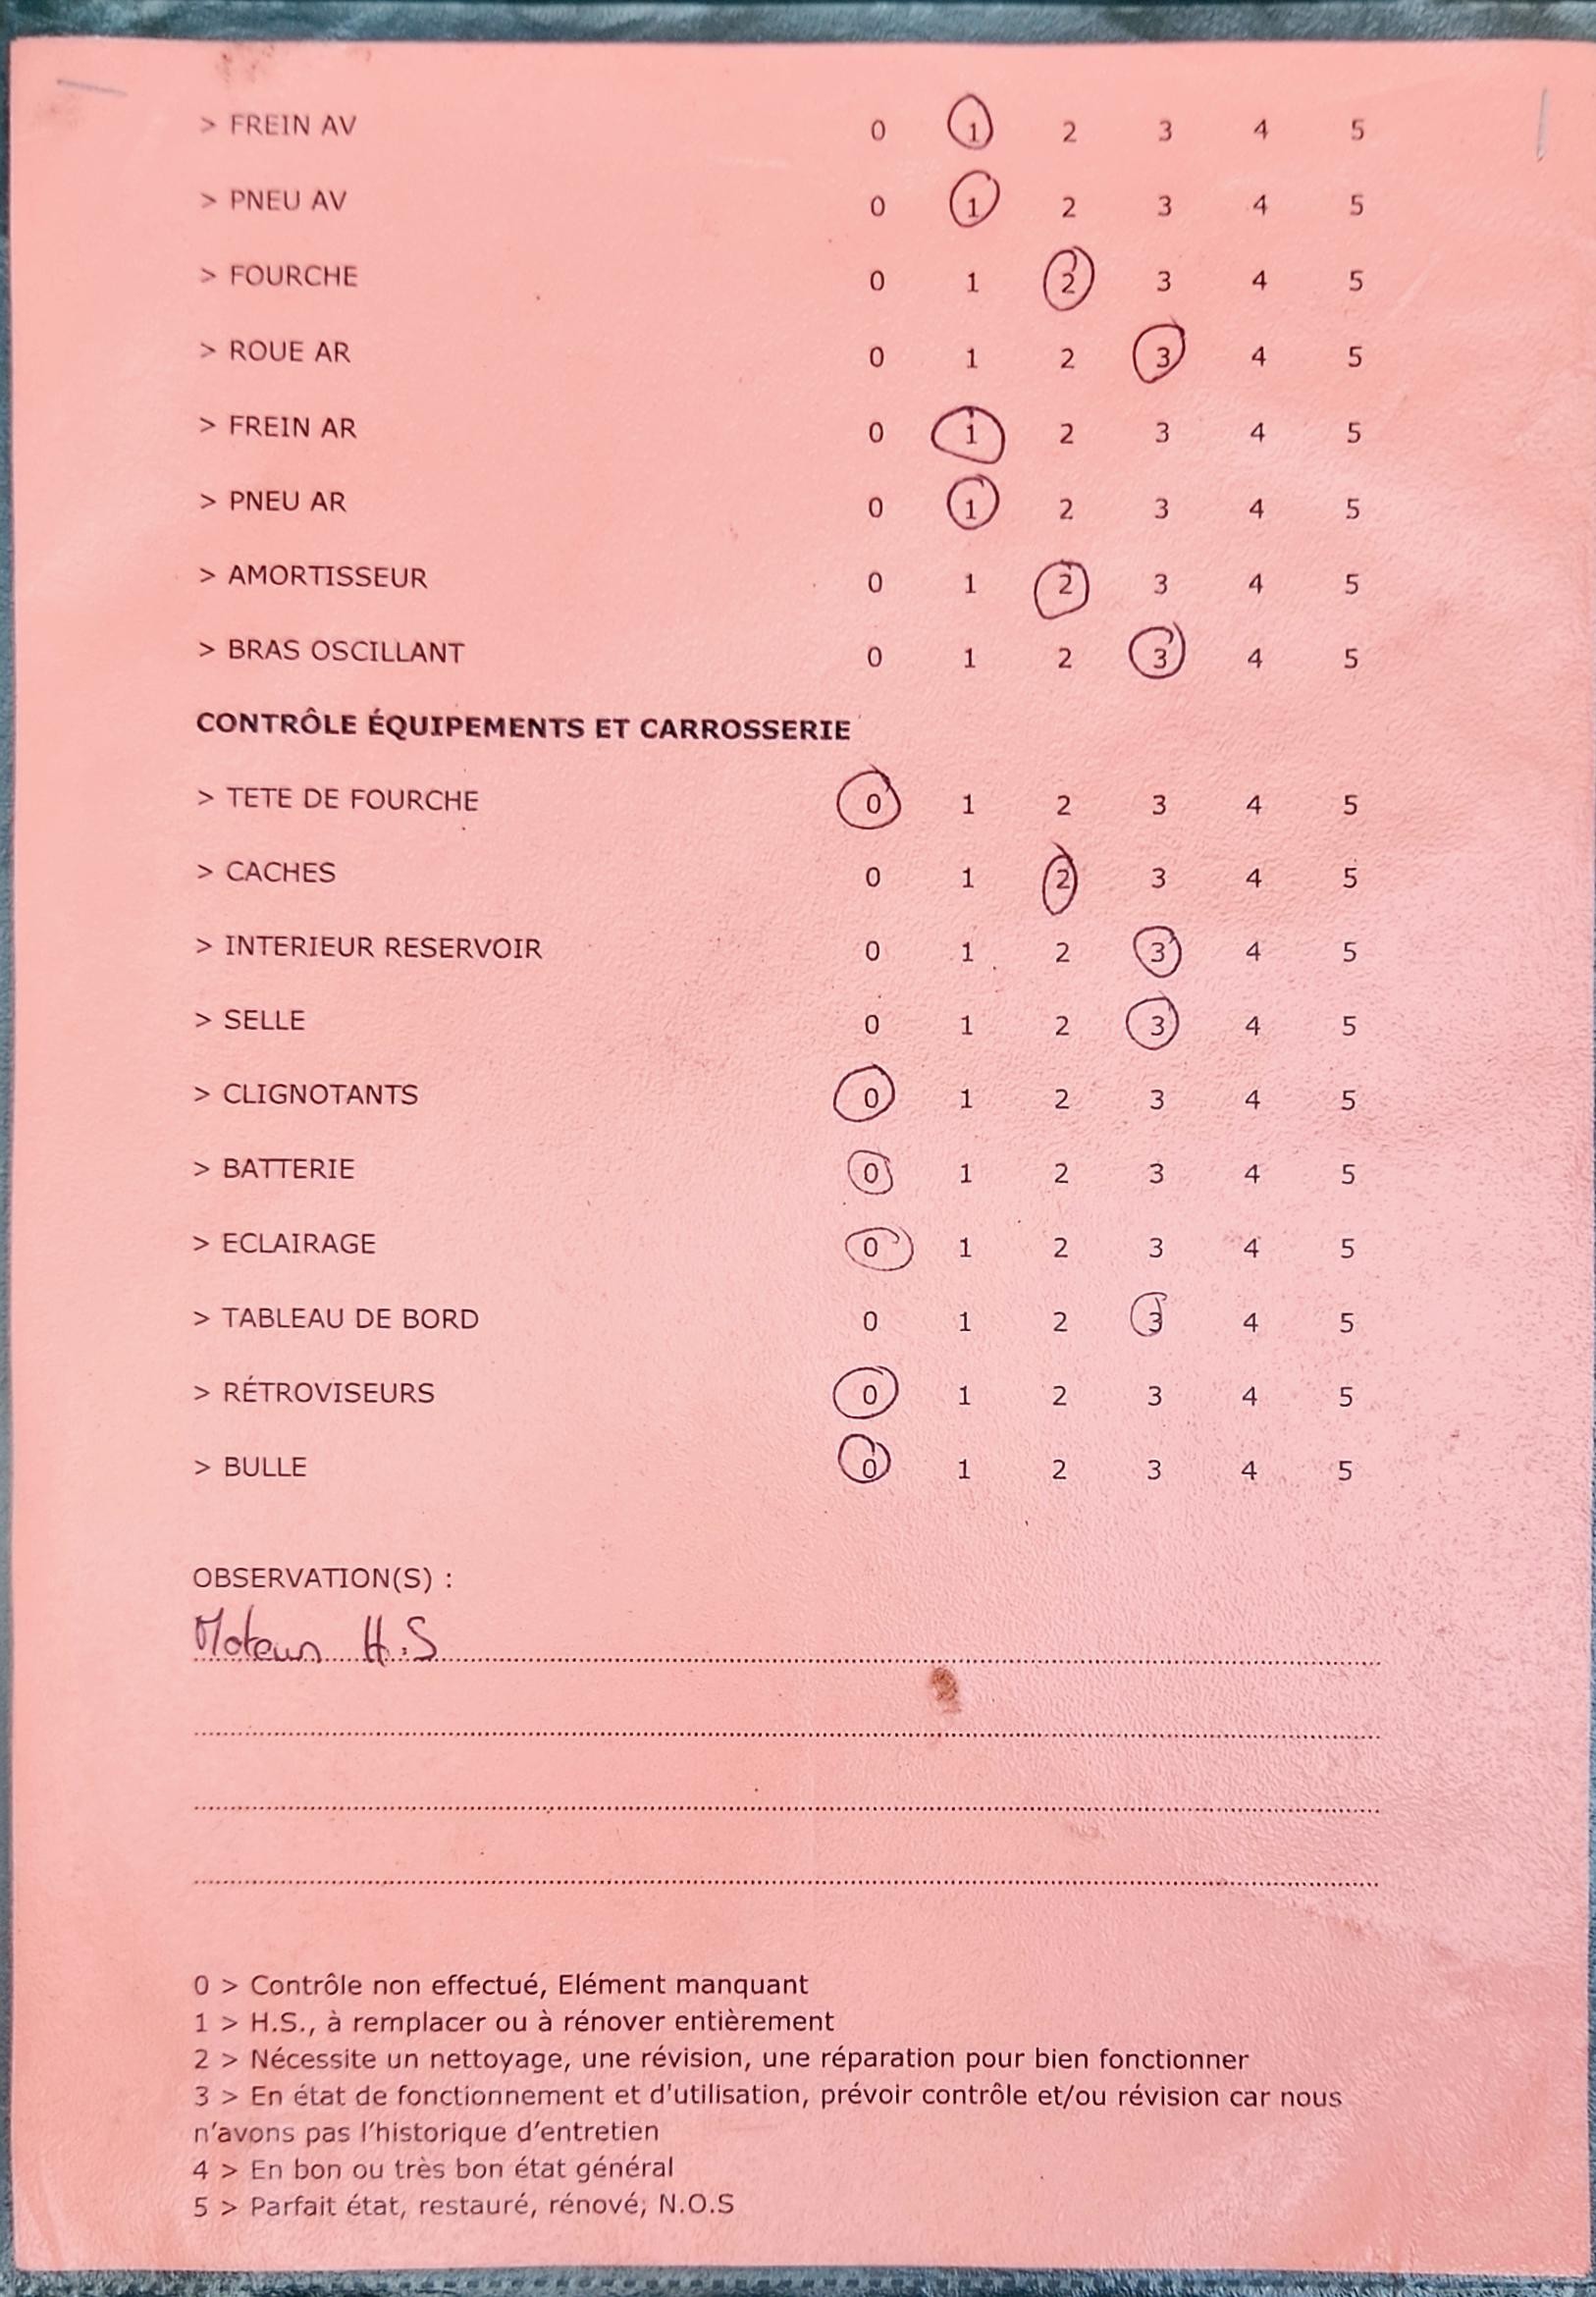 > FREIN AV 0 1 2 3 4 5
> PNEU AV 0 1 2 3 4 5
> FOURCHE 0 1 2 3 4 5
> ROUE AR 0 1 2 3 4 5
> FREIN AR 0 1 2 3 4 5
> PNEU AR 0 1 2 3 4 5
> AMORTISSEUR 0 1 2 3 4 5
> BRAS OSCILLANT 0 1 2 3 4 5
CONTRÔLE ÉQUIPEMENTS ET CARROSSERIE
> TETE DE FOURCHE 0 1 2 3 4 5
> CACHES 0 1 2 3 4 5
> INTERIEUR RESERVOIR 0 1 2 3 4 5
> SELLE 0 1 2 3 4 5
> CLIGNOTANTS 0 1 2 3 4 5
> BATTERIE 0 1 2 3 4 5
> ECLAIRAGE 0 1 2 3 4 5
> TABLEAU DE BORD 0 1 2 3 4 5
> RÉTROVISEURS 0 1 2 3 4 5
> BULLE 0 1 2 3 4 5
OBSERVATION(S) :
Moteur H.S
0 > Contrôle non effectué, Elément manquant
1 > H.S., à remplacer ou à rénover entièrement
2 > Nécessite un nettoyage, une révision, une réparation pour bien fonctionner
3 > En état de fonctionnement et d'utilisation, prévoir contrôle et/ou révision car nous
n'avons pas l'historique d'entretien
4 > En bon ou très bon état général
5 > Parfait état, restauré, rénové; N.O.S